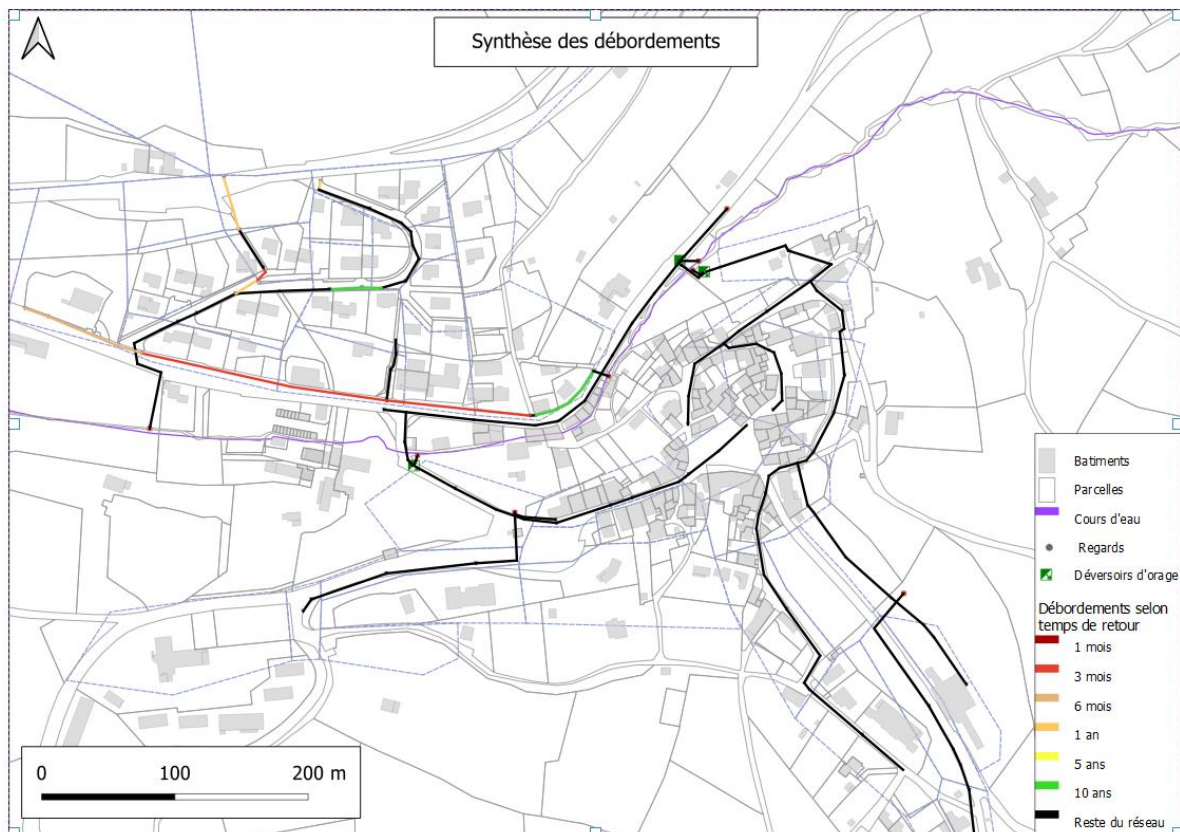 Synthèse des débordements
Batiments
Parcelles
Cours d'eau
Regards
Déversoirs d'orage
Débordements selon
temps de retour
1 mois
3 mois
6 mois
1 an
5 ans
10 ans
Reste du réseau
0 100 200 m